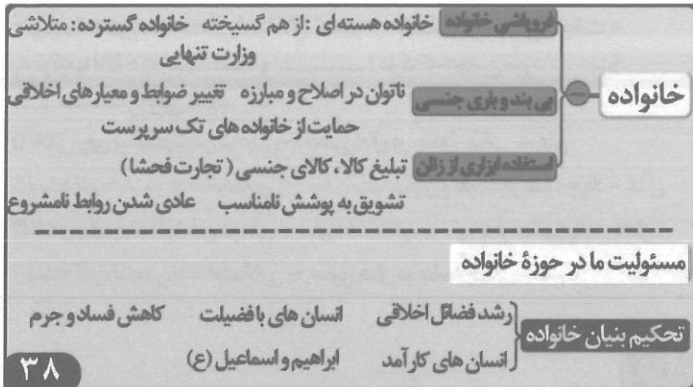 خانواده
فروپاشی خانواده خانواده هسته ای :از هم گسیخته خانواده گسترده: متلاشی
وزارت تنهایی
بی بند و باری جنسی ناتوان در اصلاح و مبارزه تغییر ضوابط و معیارهای اخلاقی
حمایت از خانواده های تک سرپرست
استفاده ابزاری از زنان تبلیغ کالا، کالای جنسی ( تجارت فحشا )
تشویق به پوشش نامناسب عادی شدن روابط نامشروع
مسئولیت ما در حوزهٔ خانواده
تحکیم بنیان خانواده
رشد فضائل اخلاقی انسان های با فضیلت کاهش فساد و جرم
انسان های کارآمد ابراهیم و اسماعیل (ع)
۳۸